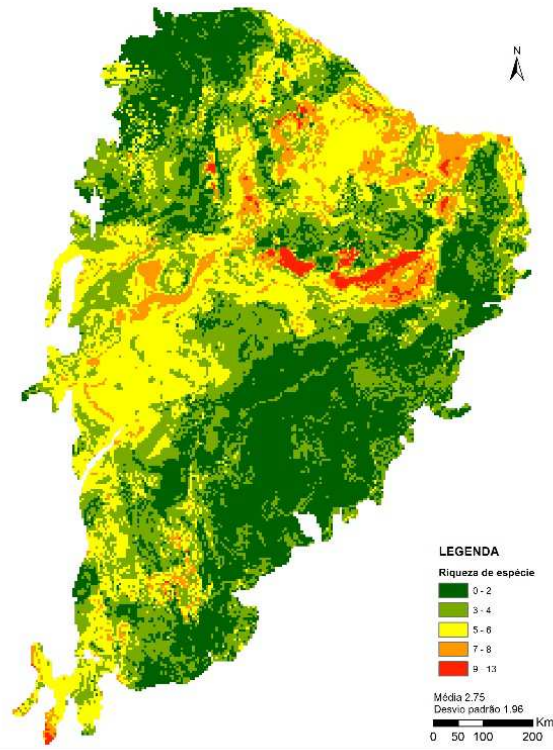 N
LEGENDA
Riqueza de espécie
0 - 2
3 - 4
5 - 6
7 - 8
9 - 13
Média 2.75
Desvio padrão 1.96
Km
0 50 100 200